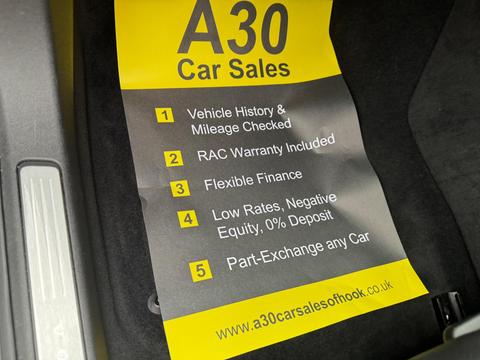 A30
Car Sales
1 Vehicle History &
Mileage Checked
2 RAC Warranty Included
3 Flexible Finance
4 Low Rates, Negative
Equity, 0% Deposit
5 Part-Exchange any Car
www.a30carsalesofhook.co.uk